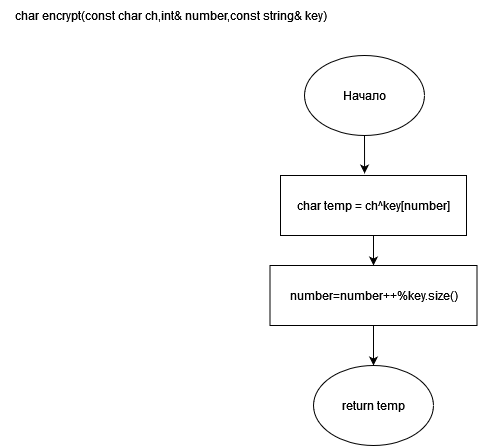 char encrypt(const char ch,int& number,const string& key)
Начало
char temp = ch^key[number]
number=number++%key.size()
return temp